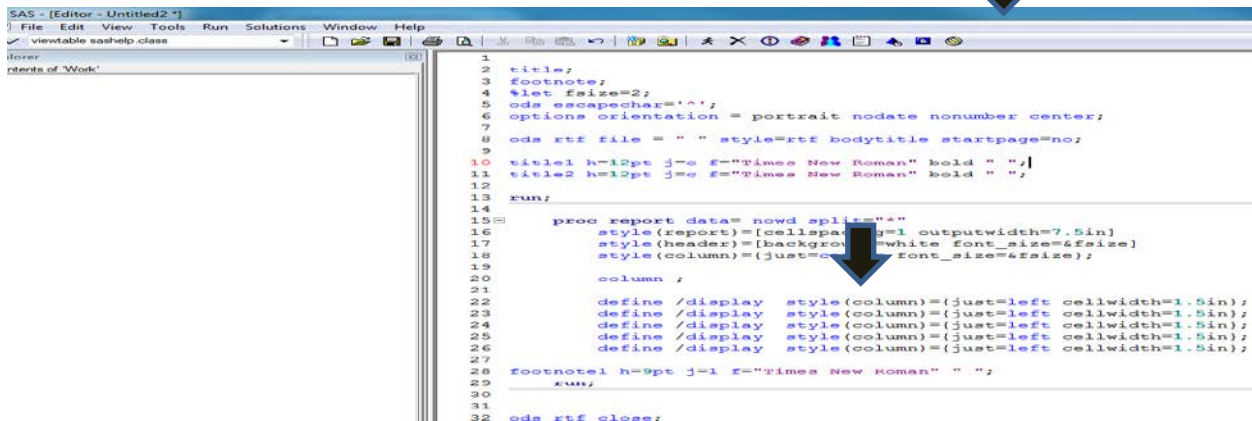 SAS - [Editor - Untitled2 *]
File Edit View Tools Run Solutions Window Help
viewtable sashelp.class
lorer
ntents of 'Work'
1
2 title;
3 footnote;
4 %let fsize=2;
5 ods escapechar='^';
6 options orientation = portrait nodate nonumber center;
7
8 ods rtf file = " " style=rtf bodytitle startpage=no;
9
10 title1 h=12pt j=c f="Times New Roman" bold " ";
11 title2 h=12pt j=c f="Times New Roman" bold " ";
12
13 run;
14
15 proc report data= nowd split="*"
16 style(report)=[cellspacing=1 outputwidth=7.5in]
17 style(header)=[background=white font_size=&fsize]
18 style(column)={just= font_size=&fsize};
19
20 column ;
21
22 define /display style(column)={just=left cellwidth=1.5in};
23 define /display style(column)={just=left cellwidth=1.5in};
24 define /display style(column)={just=left cellwidth=1.5in};
25 define /display style(column)={just=left cellwidth=1.5in};
26 define /display style(column)={just=left cellwidth=1.5in};
27
28 footnote1 h=9pt j=l f="Times New Roman" " ";
29 run;
30
31
32 ods rtf close;